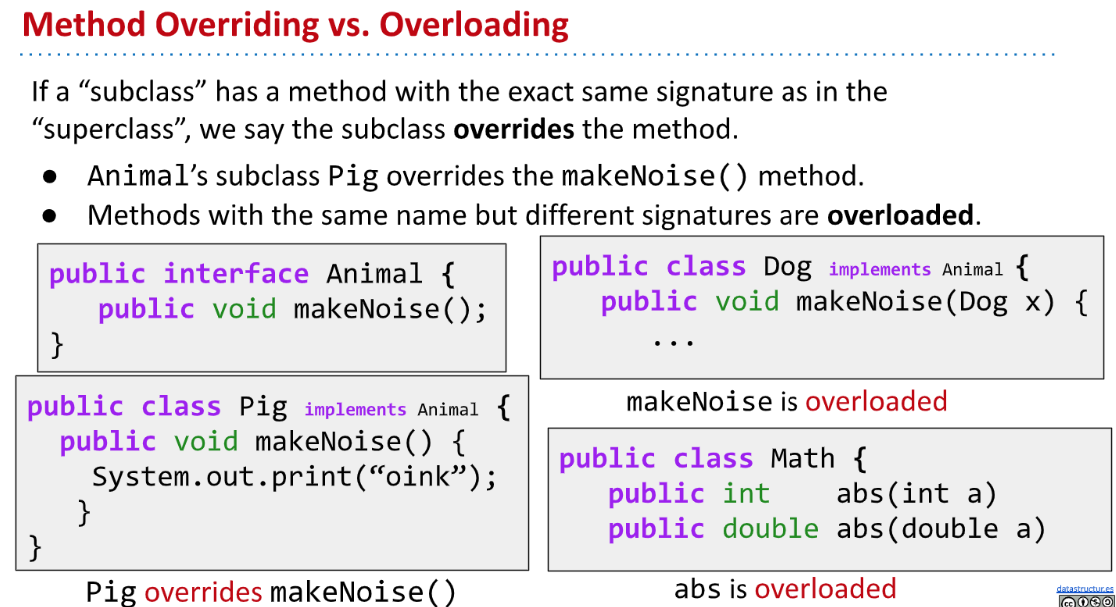 Method Overriding vs. Overloading
If a “subclass” has a method with the exact same signature as in the
“superclass”, we say the subclass overrides the method.
● Animal’s subclass Pig overrides the makeNoise() method.
● Methods with the same name but different signatures are overloaded.
public interface Animal {
public void makeNoise();
}
public class Pig implements Animal {
public void makeNoise() {
System.out.print(“oink”);
}
}
Pig overrides makeNoise()
public class Dog implements Animal {
public void makeNoise(Dog x) {
...
makeNoise is overloaded
public class Math {
public int abs(int a)
public double abs(double a)
abs is overloaded
datastructur.es